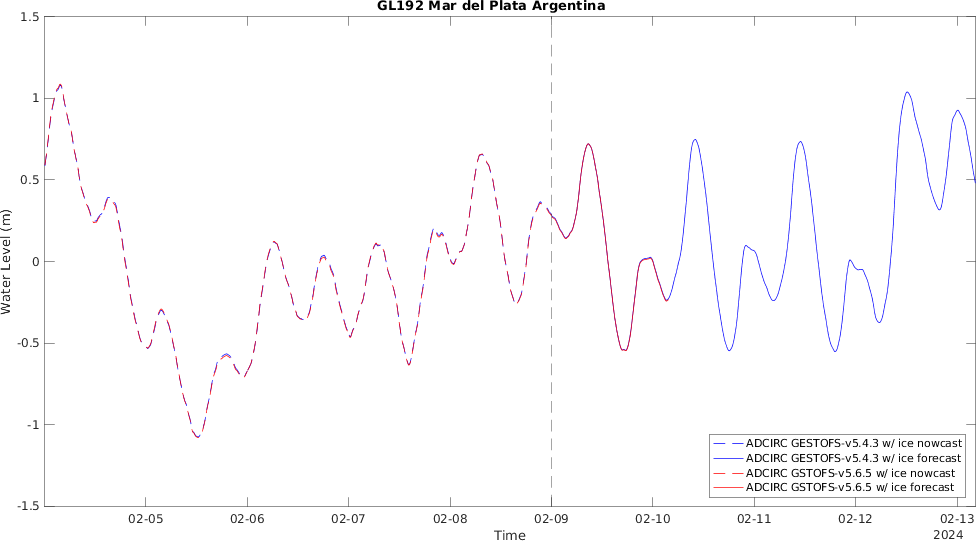 GL192 Mar del Plata Argentina
1.5
1
0.5
0
-0.5
-1
-1.5
Water Level (m)
02-05 02-06 02-07 02-08 02-09 02-10 02-11 02-12 02-13
2024
Time
ADCIRC GESTOFS-v5.4.3 w/ ice nowcast
ADCIRC GESTOFS-v5.4.3 w/ ice forecast
ADCIRC GSTOFS-v5.6.5 w/ ice nowcast
ADCIRC GSTOFS-v5.6.5 w/ ice forecast